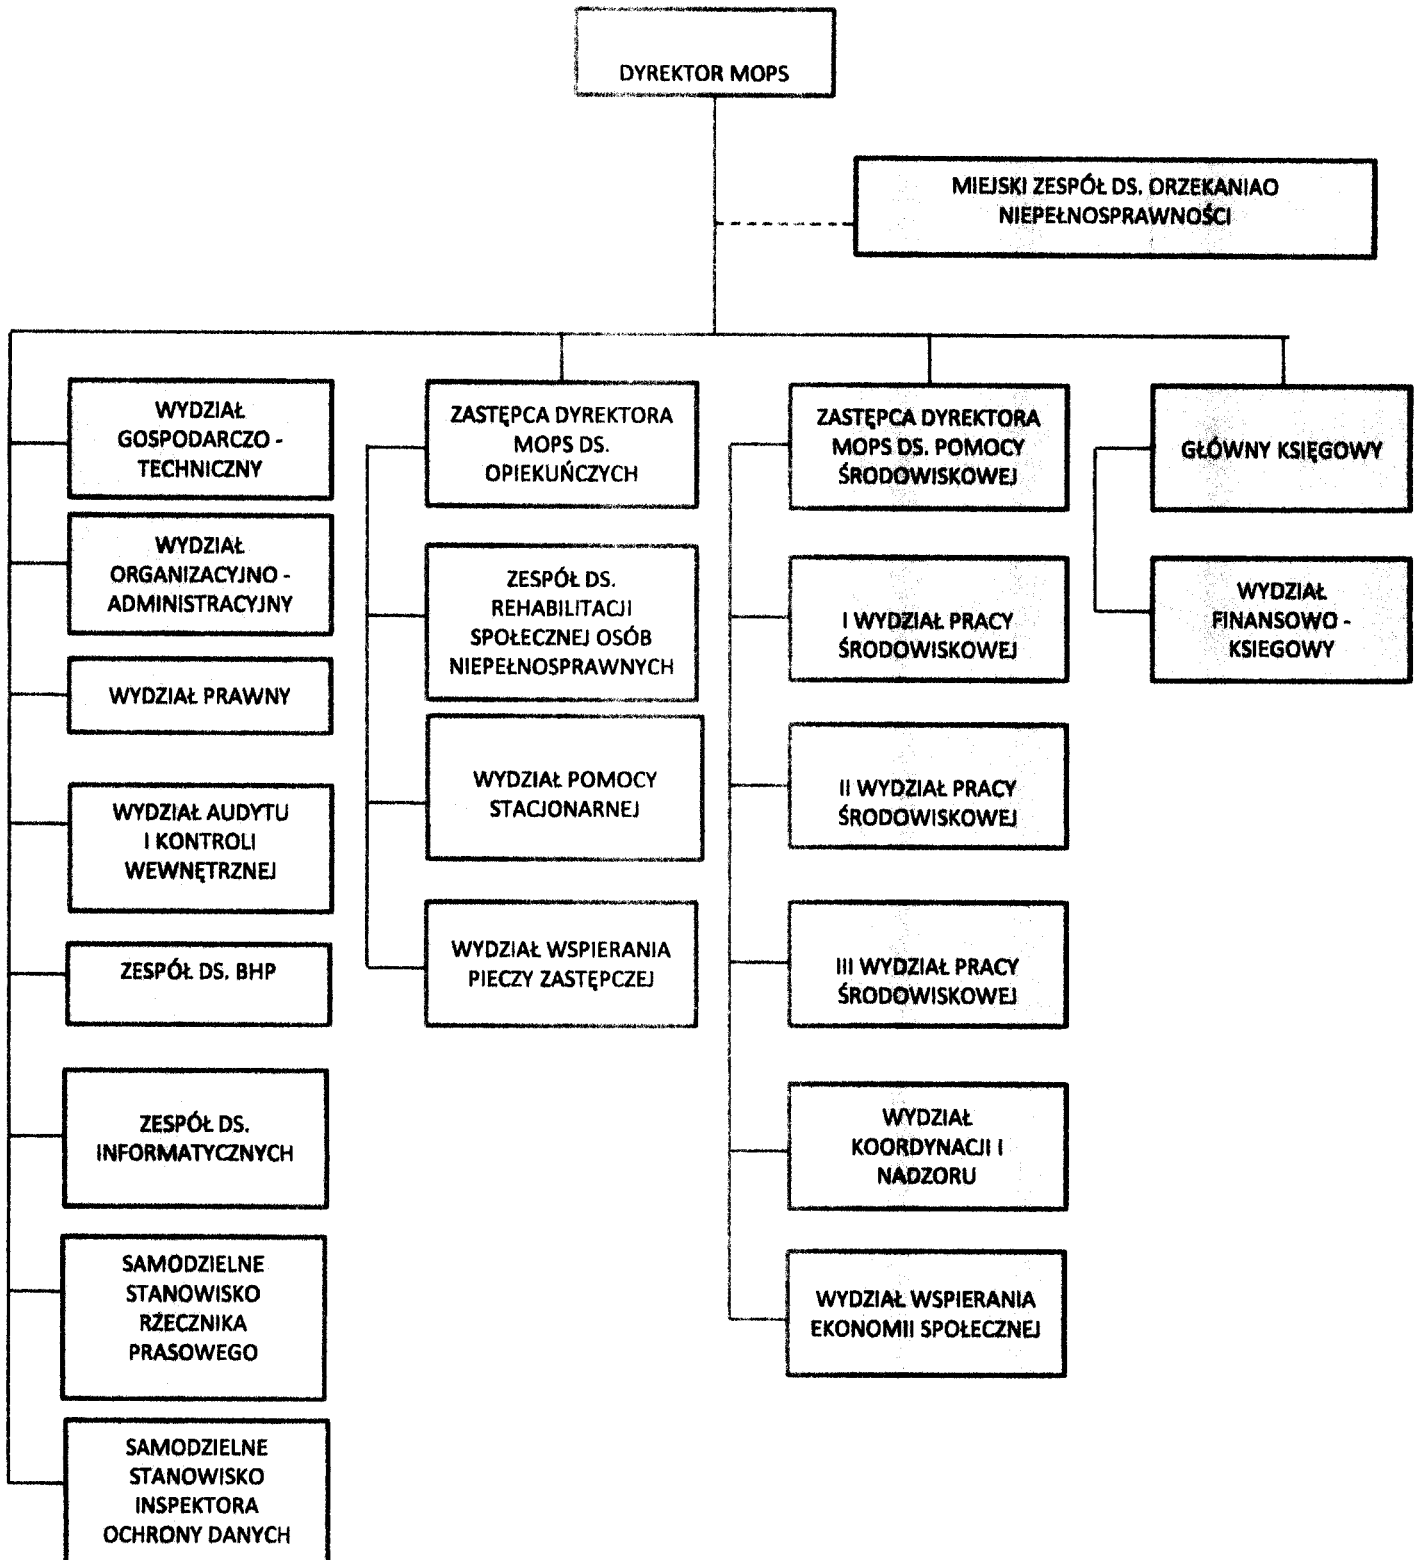 DYREKTOR MOPS
MIEJSKI ZESPÓŁ DS. ORZEKANIAO
NIEPEŁNOSPRAWNOŚCI
WYDZIAŁ
GOSPODARCZO -
TECHNICZNY
WYDZIAŁ
ORGANIZACYJNO -
ADMINISTRACYJNY
WYDZIAŁ PRAWNY
WYDZIAŁ AUDYTU
I KONTROLI
WEWNĘTRZNEJ
ZESPÓŁ DS. BHP
ZESPÓŁ DS.
INFORMATYCZNYCH
SAMODZIELNE
STANOWISKO
RZECZNIKA
PRASOWEGO
SAMODZIELNE
STANOWISKO
INSPEKTORA
OCHRONY DANYCH
ZASTĘPCA DYREKTORA
MOPS DS.
OPIEKUŃCZYCH
ZESPÓŁ DS.
REHABILITACJI
SPOŁECZNEJ OSÓB
NIEPEŁNOSPRAWNYCH
WYDZIAŁ POMOCY
STACJONARNEJ
WYDZIAŁ WSPIERANIA
PIECZY ZASTĘPCZEJ
ZASTĘPCA DYREKTORA
MOPS DS. POMOCY
ŚRODOWISKOWEJ
I WYDZIAŁ PRACY
ŚRODOWISKOWEJ
II WYDZIAŁ PRACY
ŚRODOWISKOWEJ
III WYDZIAŁ PRACY
ŚRODOWISKOWEJ
WYDZIAŁ
KOORDYNACJI I
NADZORU
WYDZIAŁ WSPIERANIA
EKONOMII SPOŁECZNEJ
GŁÓWNY KSIĘGOWY
WYDZIAŁ
FINANSOWO -
KSIEGOWY